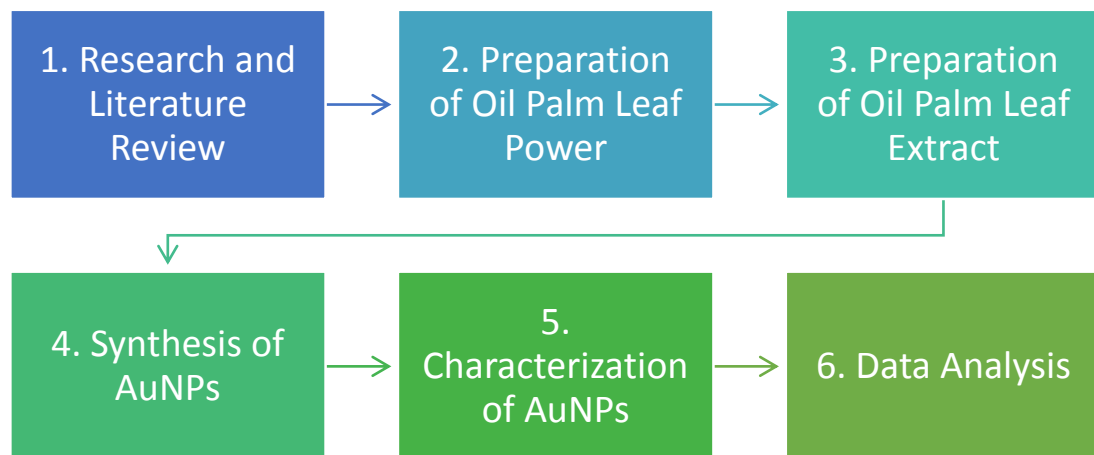 1. Research and
Literature
Review
2. Preparation
of Oil Palm Leaf
Power
3. Preparation
of Oil Palm Leaf
Extract
4. Synthesis of
AuNPs
5.
Characterization
of AuNPs
6. Data Analysis